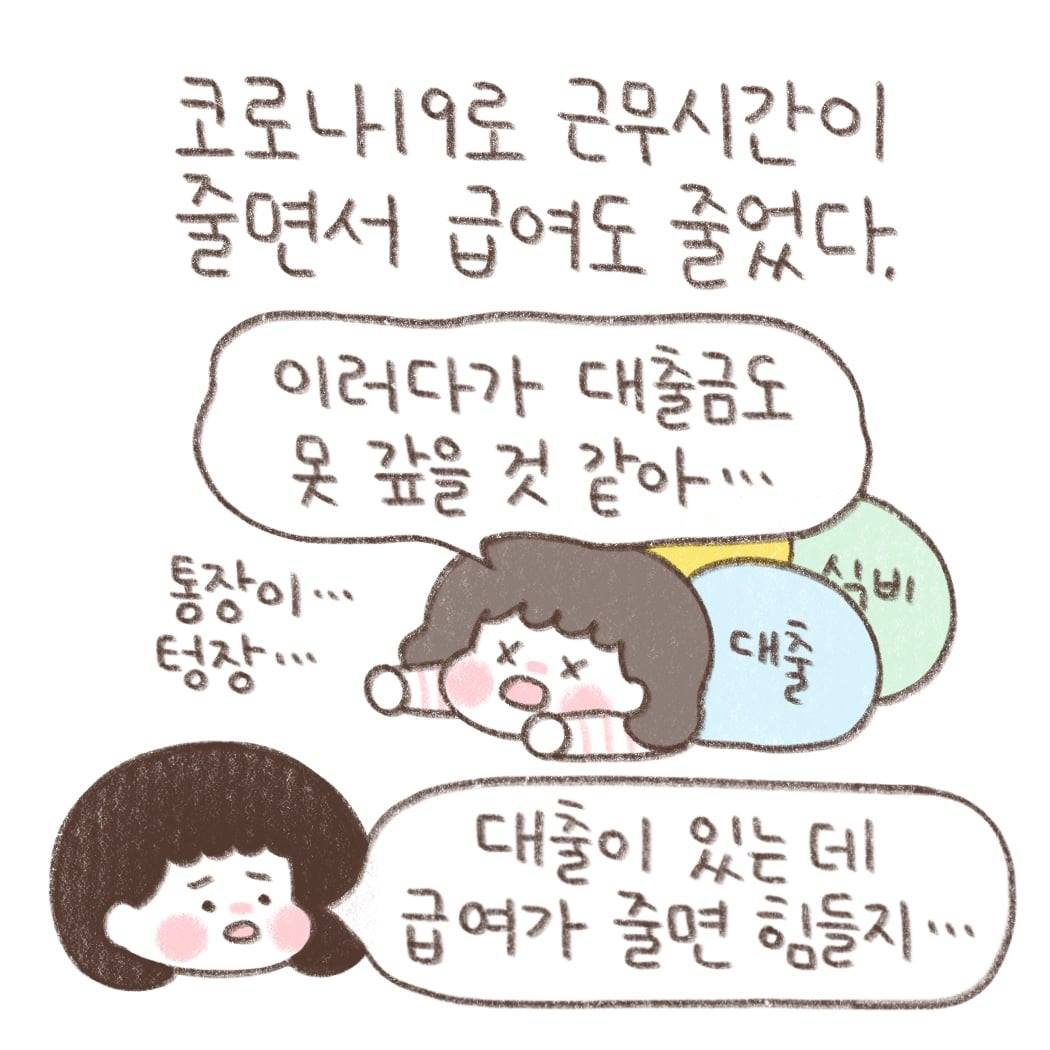 코로나19로 근무시간이
줄면서 급여도 줄었다.
이러다가 대출금도
못 갚을 것 같아...
식비
대출
통장이...
텅장...
대출이 있는데
급여가 줄면 힘들지...